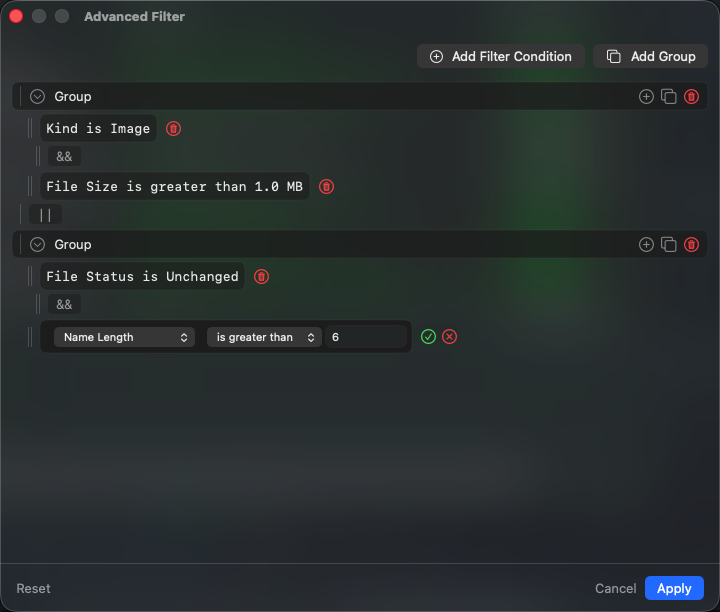 Advanced Filter
Add Filter Condition Add Group
Group
Kind is Image
&&
File Size is greater than 1.0 MB
||
Group
File Status is Unchanged
&&
Name Length is greater than 6
Reset Cancel Apply